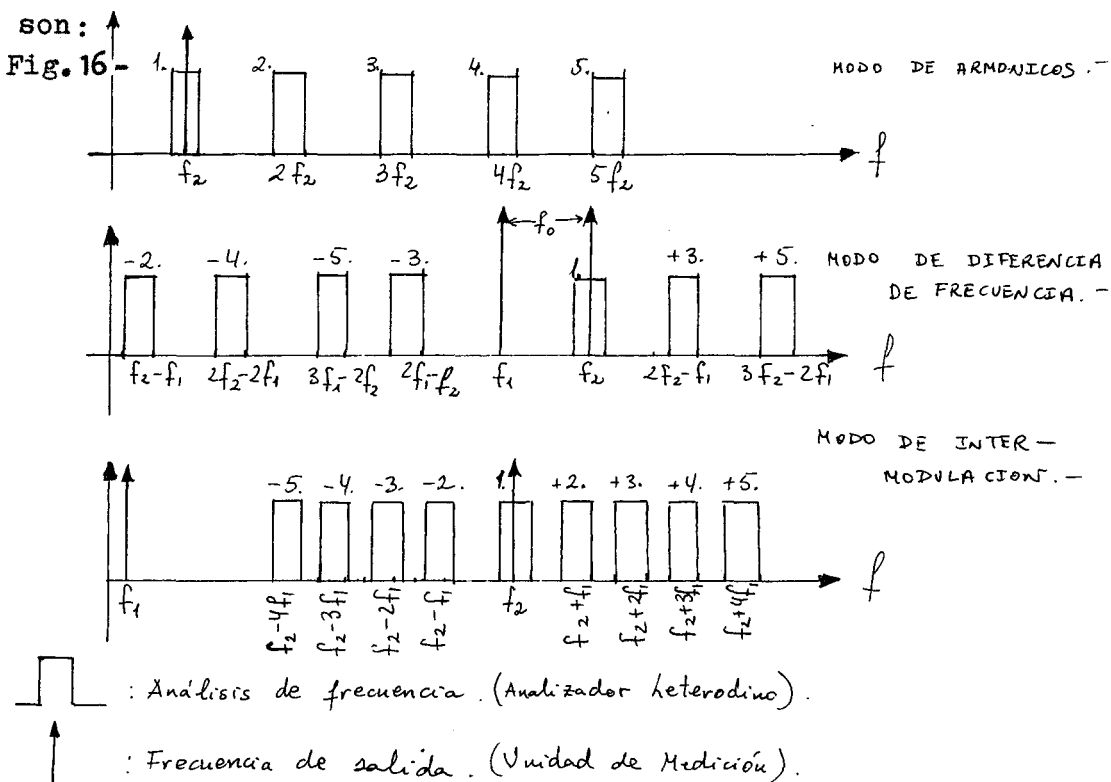 son:
Fig. 16-
1. 2. 3. 4. 5.
MODO DE ARMONICOS.-
f₂ 2f₂ 3f₂ 4f₂ 5f₂ f
f₀
-2. -4. -5. -3. 1. +3. +5.
MODO DE DIFERENCIA
DE FRECUENCIA.-
f₂-f₁ 2f₂-2f₁ 3f₁-2f₂ 2f₁-f₂ f₁ f₂ 2f₂-f₁ 3f₂-2f₁ f
MODO DE INTER-
MODULACION.-
-5. -4. -3. -2. 1. +2. +3. +4. +5.
f₁ f₂-4f₁ f₂-3f₁ f₂-2f₁ f₂-f₁ f₂ f₂+f₁ f₂+2f₁ f₂+3f₁ f₂+4f₁ f
: Análisis de frecuencia. (Analizador heterodino).
: Frecuencia de salida. (Unidad de Medición).